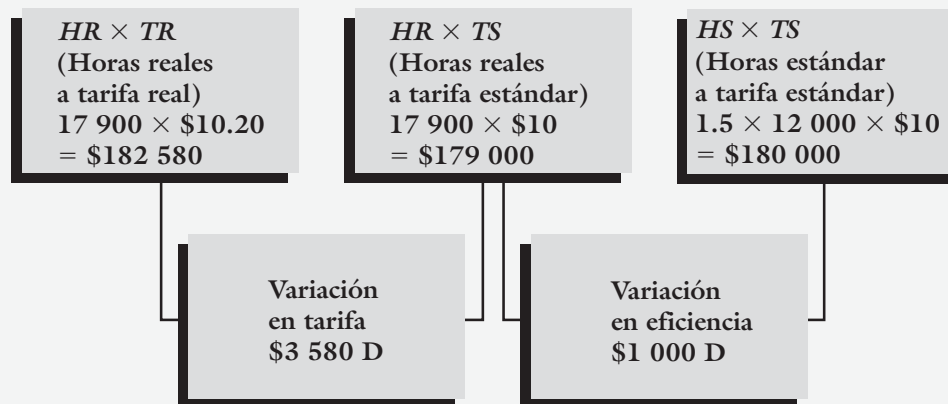 HR × TR
(Horas reales
a tarifa real)
17 900 × $10.20
= $182 580
HR × TS
(Horas reales
a tarifa estándar)
17 900 × $10
= $179 000
HS × TS
(Horas estándar
a tarifa estándar)
1.5 × 12 000 × $10
= $180 000
Variación
en tarifa
$3 580 D
Variación
en eficiencia
$1 000 D